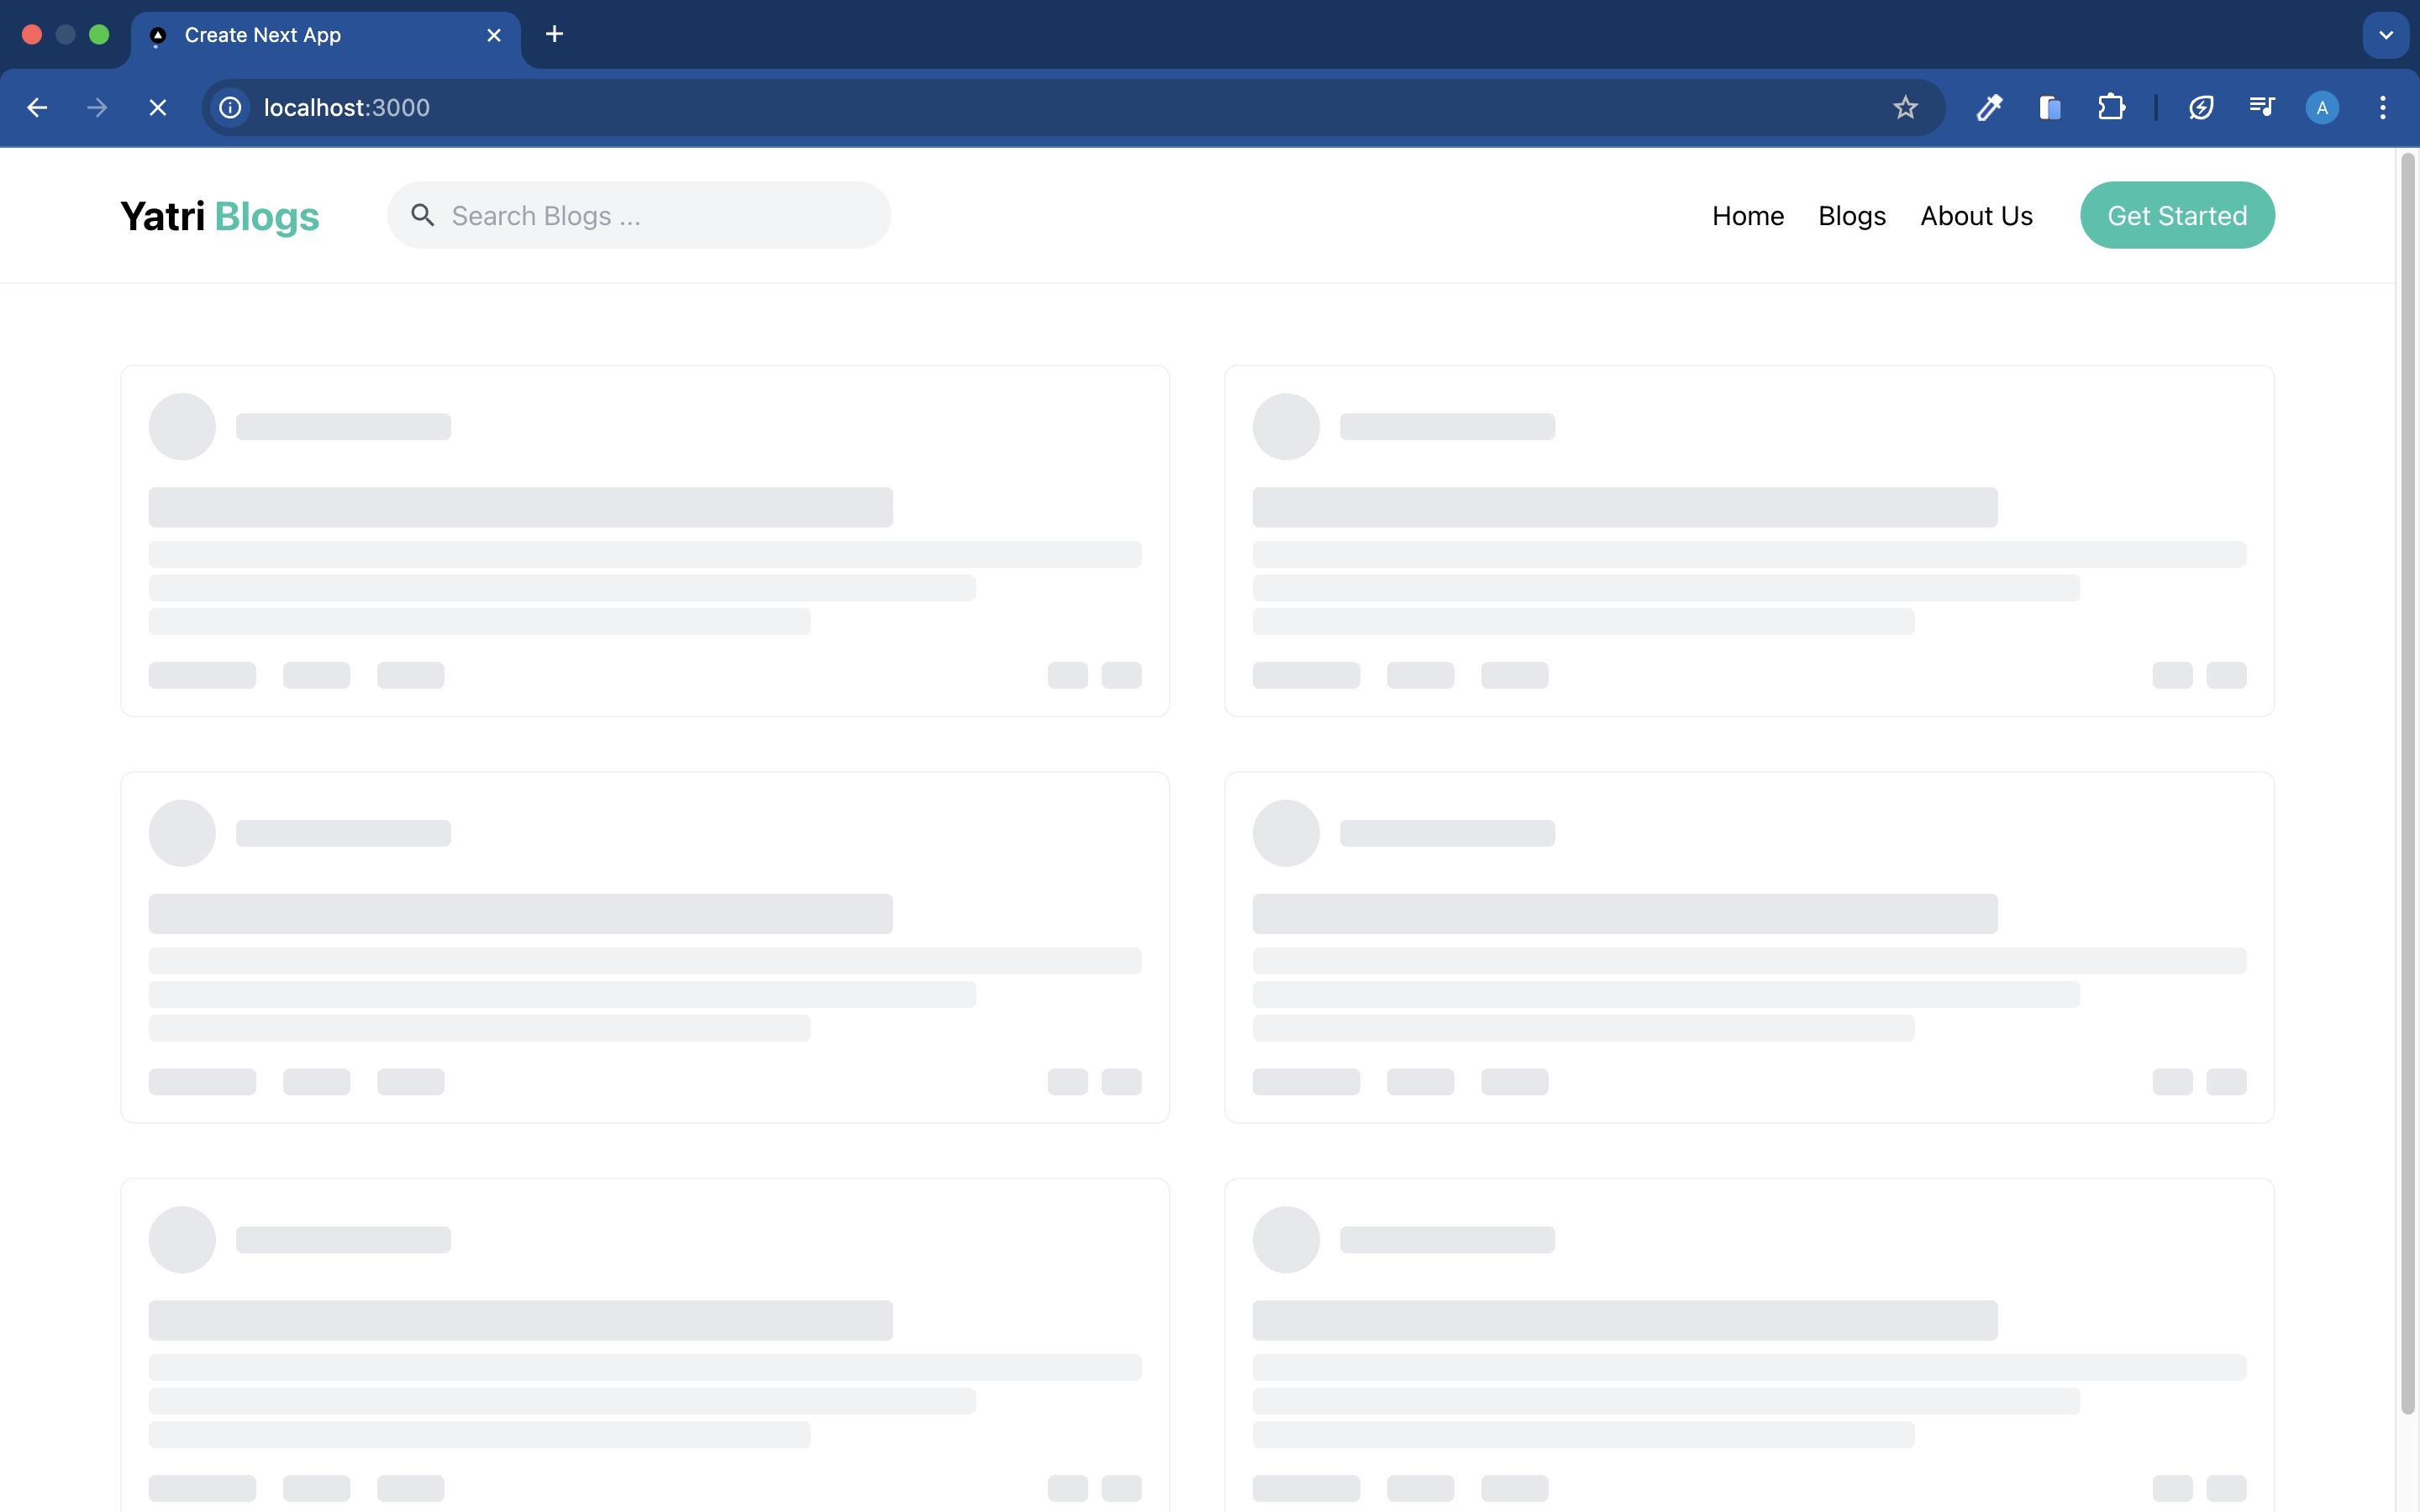 Create Next App
localhost:3000
A
Yatri Blogs
Search Blogs ...
Home
Blogs
About Us
Get Started